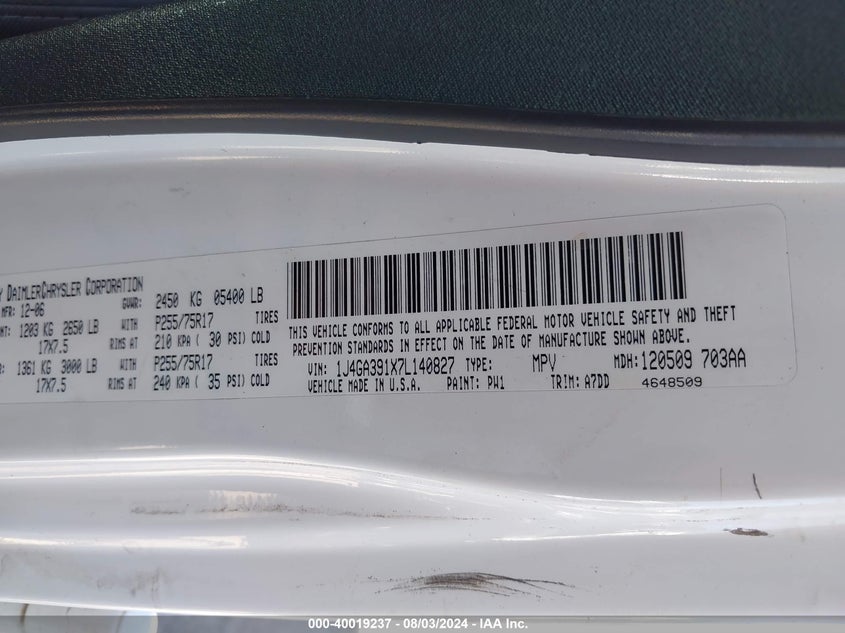 Y DAIMLERCHRYSLER CORPORATION
MFR: 12-06 GVWR: 2450 KG 05400 LB
NT: 1203 KG 2650 LB WITH P255/75R17 TIRES
17X7.5 RIMS AT 210 KPA ( 30 PSI) COLD
: 1361 KG 3000 LB WITH P255/75R17 TIRES
17X7.5 RIMS AT 240 KPA ( 35 PSI) COLD
THIS VEHICLE CONFORMS TO ALL APPLICABLE FEDERAL MOTOR VEHICLE SAFETY AND THEFT
PREVENTION STANDARDS IN EFFECT ON THE DATE OF MANUFACTURE SHOWN ABOVE.
VIN: 1J4GA391X7L140827 TYPE: MPV MDH:120509 703AA
VEHICLE MADE IN U.S.A. PAINT: PW1 TRIM: A7DD 4648509
000-40019237 - 08/03/2024 - IAA Inc.